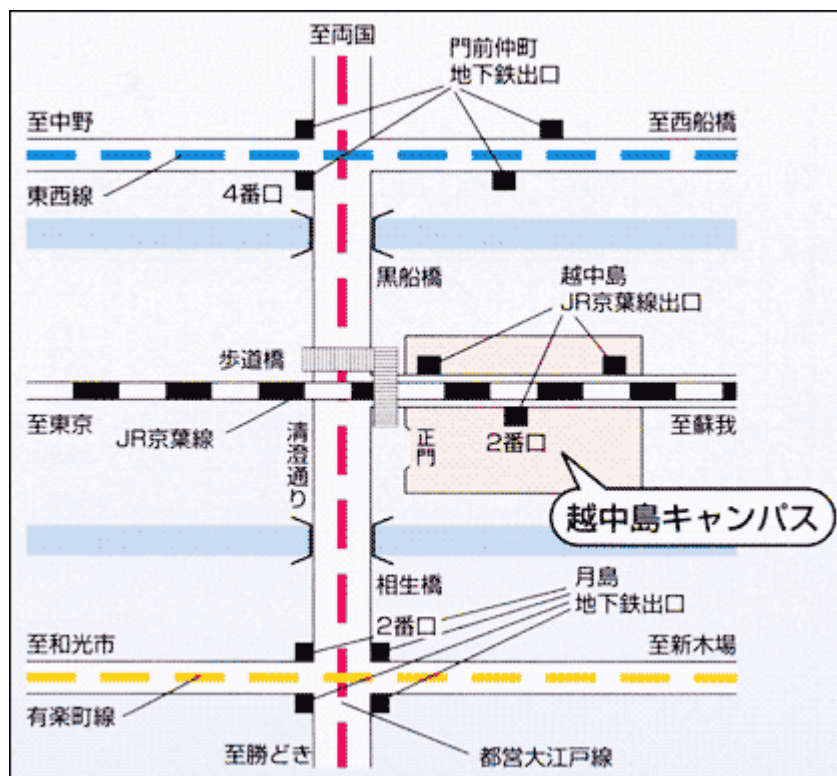 至両国
門前仲町
地下鉄出口
至中野
至西船橋
東西線
4番口
黒船橋
越中島
JR京葉線出口
歩道橋
至東京
JR京葉線
清澄通り
正門
2番口
至蘇我
越中島キャンパス
相生橋
月島
地下鉄出口
2番口
至和光市
至新木場
有楽町線
至勝どき
都営大江戸線